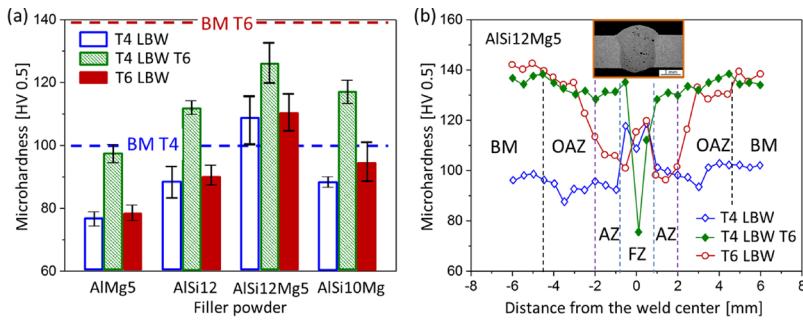 (a)
Microhardness [HV 0.5]
140
120
100
80
60
BM T6
T4 LBW
T4 LBW T6
T6 LBW
BM T4
AlMg5 AlSi12 AlSi12Mg5 AlSi10Mg
Filler powder
(b)
Microhardness [HV 0.5]
160
140
120
100
80
60
AlSi12Mg5
1 mm
BM OAZ OAZ BM
AZ FZ AZ
T4 LBW
T4 LBW T6
T6 LBW
-8 -6 -4 -2 0 2 4 6 8
Distance from the weld center [mm]